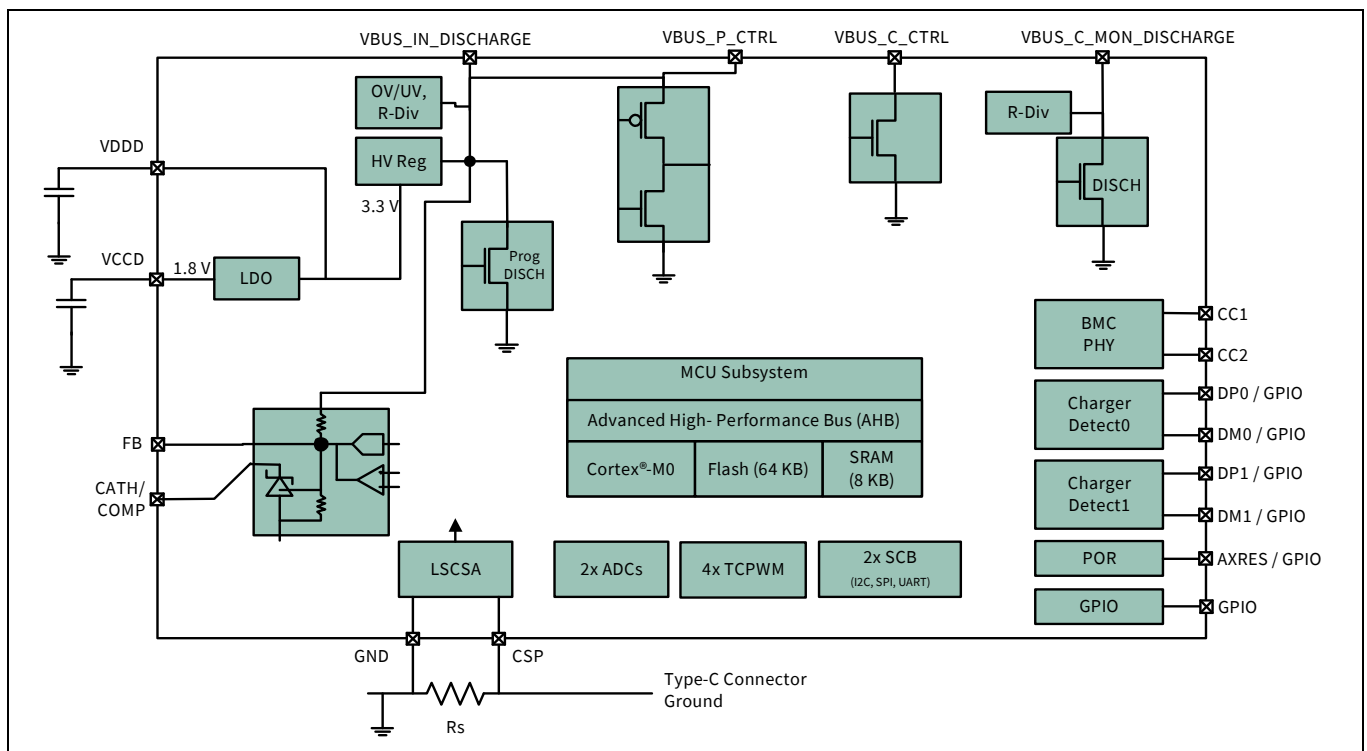 VBUS_IN_DISCHARGE
VBUS_P_CTRL
VBUS_C_CTRL
VBUS_C_MON_DISCHARGE
OV/UV,
R-Div
R-Div
VDDD
HV Reg
DISCH
3.3 V
VCCD
1.8 V
LDO
Prog
DISCH
BMC
PHY
CC1
CC2
MCU Subsystem
Advanced High- Performance Bus (AHB)
Cortex®-M0
Flash (64 KB)
SRAM
(8 KB)
Charger
Detect0
DP0 / GPIO
DM0 / GPIO
FB
CATH/
COMP
Charger
Detect1
DP1 / GPIO
DM1 / GPIO
LSCSA
2x ADCs
4x TCPWM
2x SCB
(I2C, SPI, UART)
POR
AXRES / GPIO
GPIO
GPIO
GND
CSP
Type-C Connector
Ground
Rs